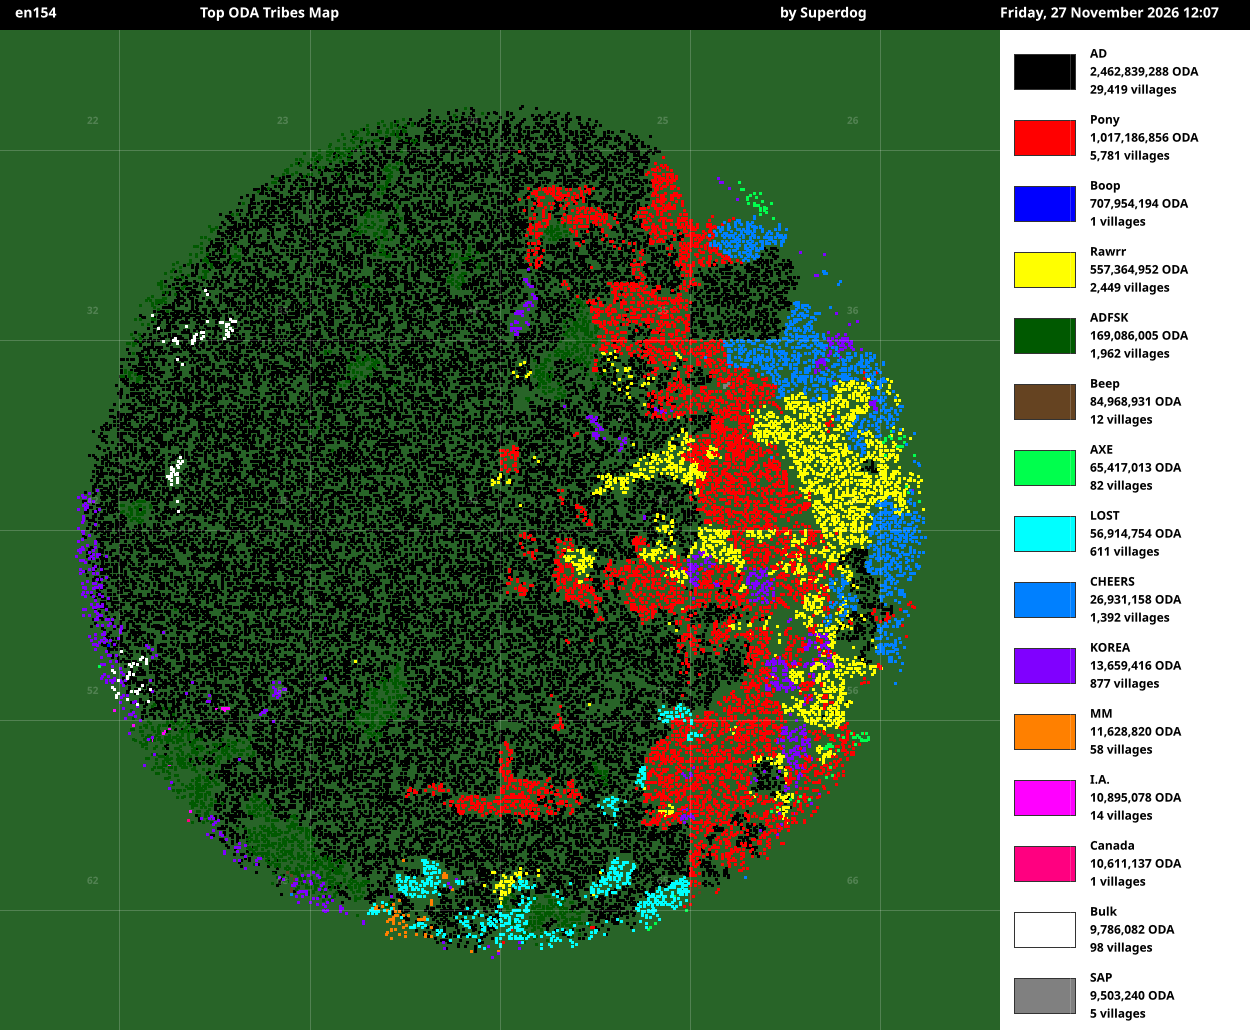 en154 Top ODA Tribes Map by Superdog Friday, 27 November 2026 12:07
22 23 25 26
32 35 36
52 56
62 66
AD
2,462,839,288 ODA
29,419 villages
Pony
1,017,186,856 ODA
5,781 villages
Boop
707,954,194 ODA
1 villages
Rawrr
557,364,952 ODA
2,449 villages
ADFSK
169,086,005 ODA
1,962 villages
Beep
84,968,931 ODA
12 villages
AXE
65,417,013 ODA
82 villages
LOST
56,914,754 ODA
611 villages
CHEERS
26,931,158 ODA
1,392 villages
KOREA
13,659,416 ODA
877 villages
MM
11,628,820 ODA
58 villages
I.A.
10,895,078 ODA
14 villages
Canada
10,611,137 ODA
1 villages
Bulk
9,786,082 ODA
98 villages
SAP
9,503,240 ODA
5 villages